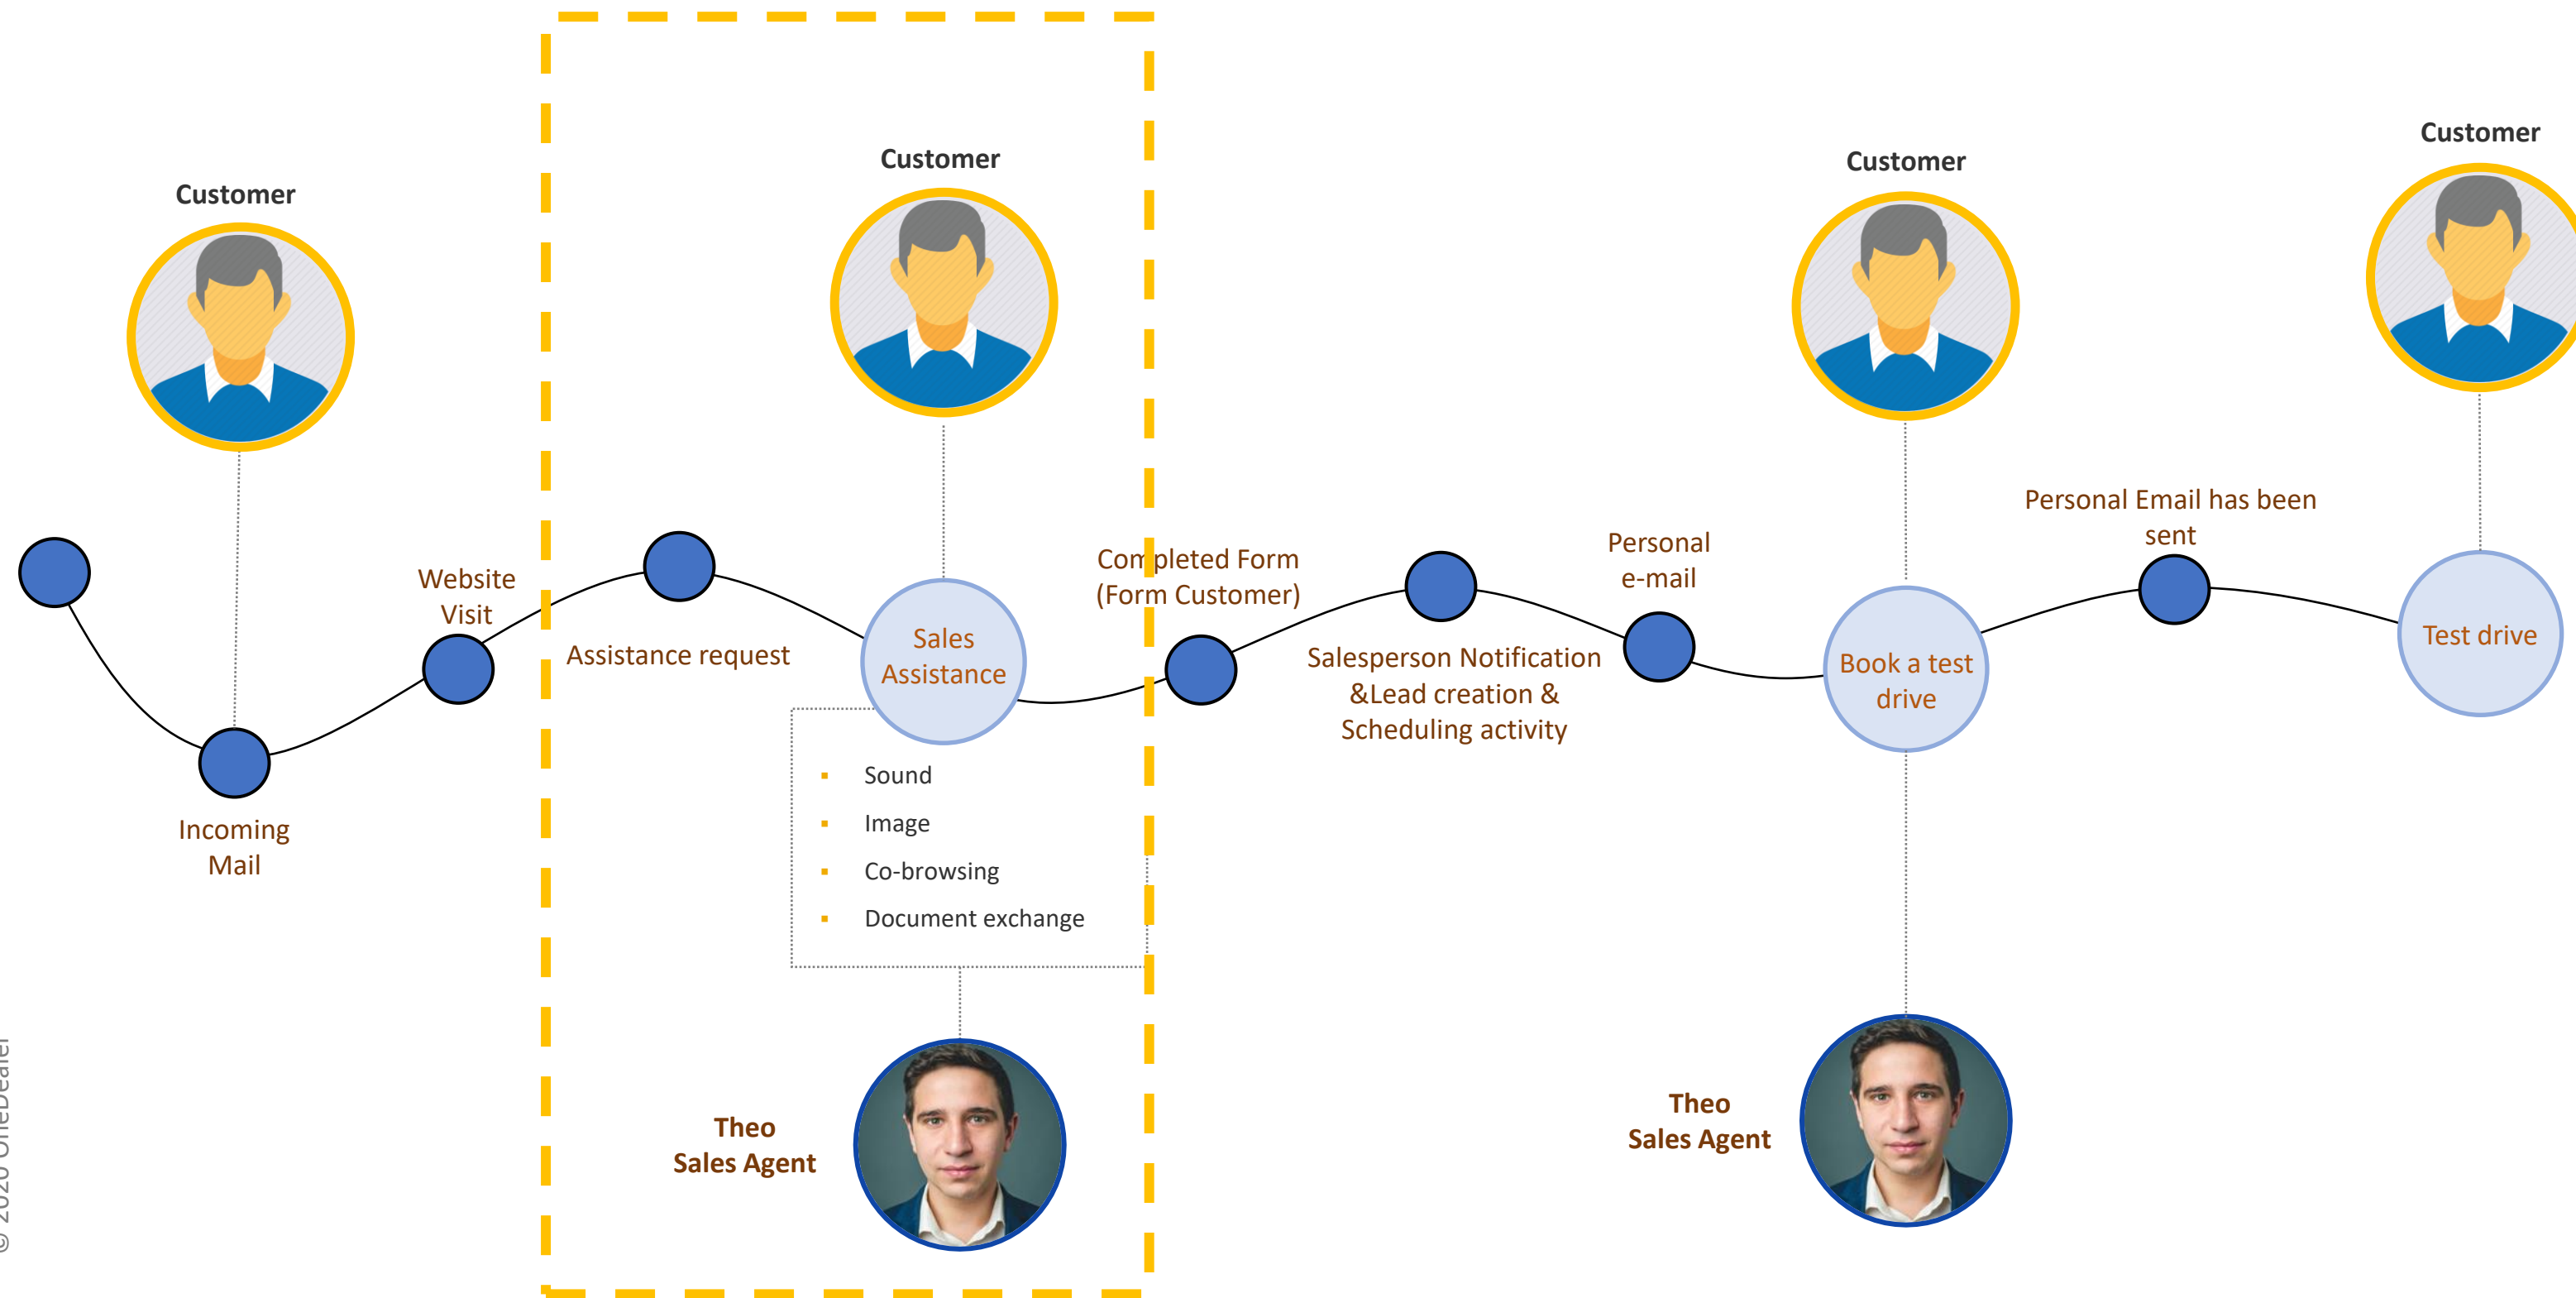 Customer
Incoming
Mail
Website
Visit
Assistance request
Customer
Sales
Assistance
Sound
Image
Co-browsing
Document exchange
Theo
Sales Agent
Completed Form
(Form Customer)
Salesperson Notification
&Lead creation &
Scheduling activity
Personal
e-mail
Customer
Book a test
drive
Theo
Sales Agent
Personal Email has been
sent
Customer
Test drive
© 2020 OneDealer